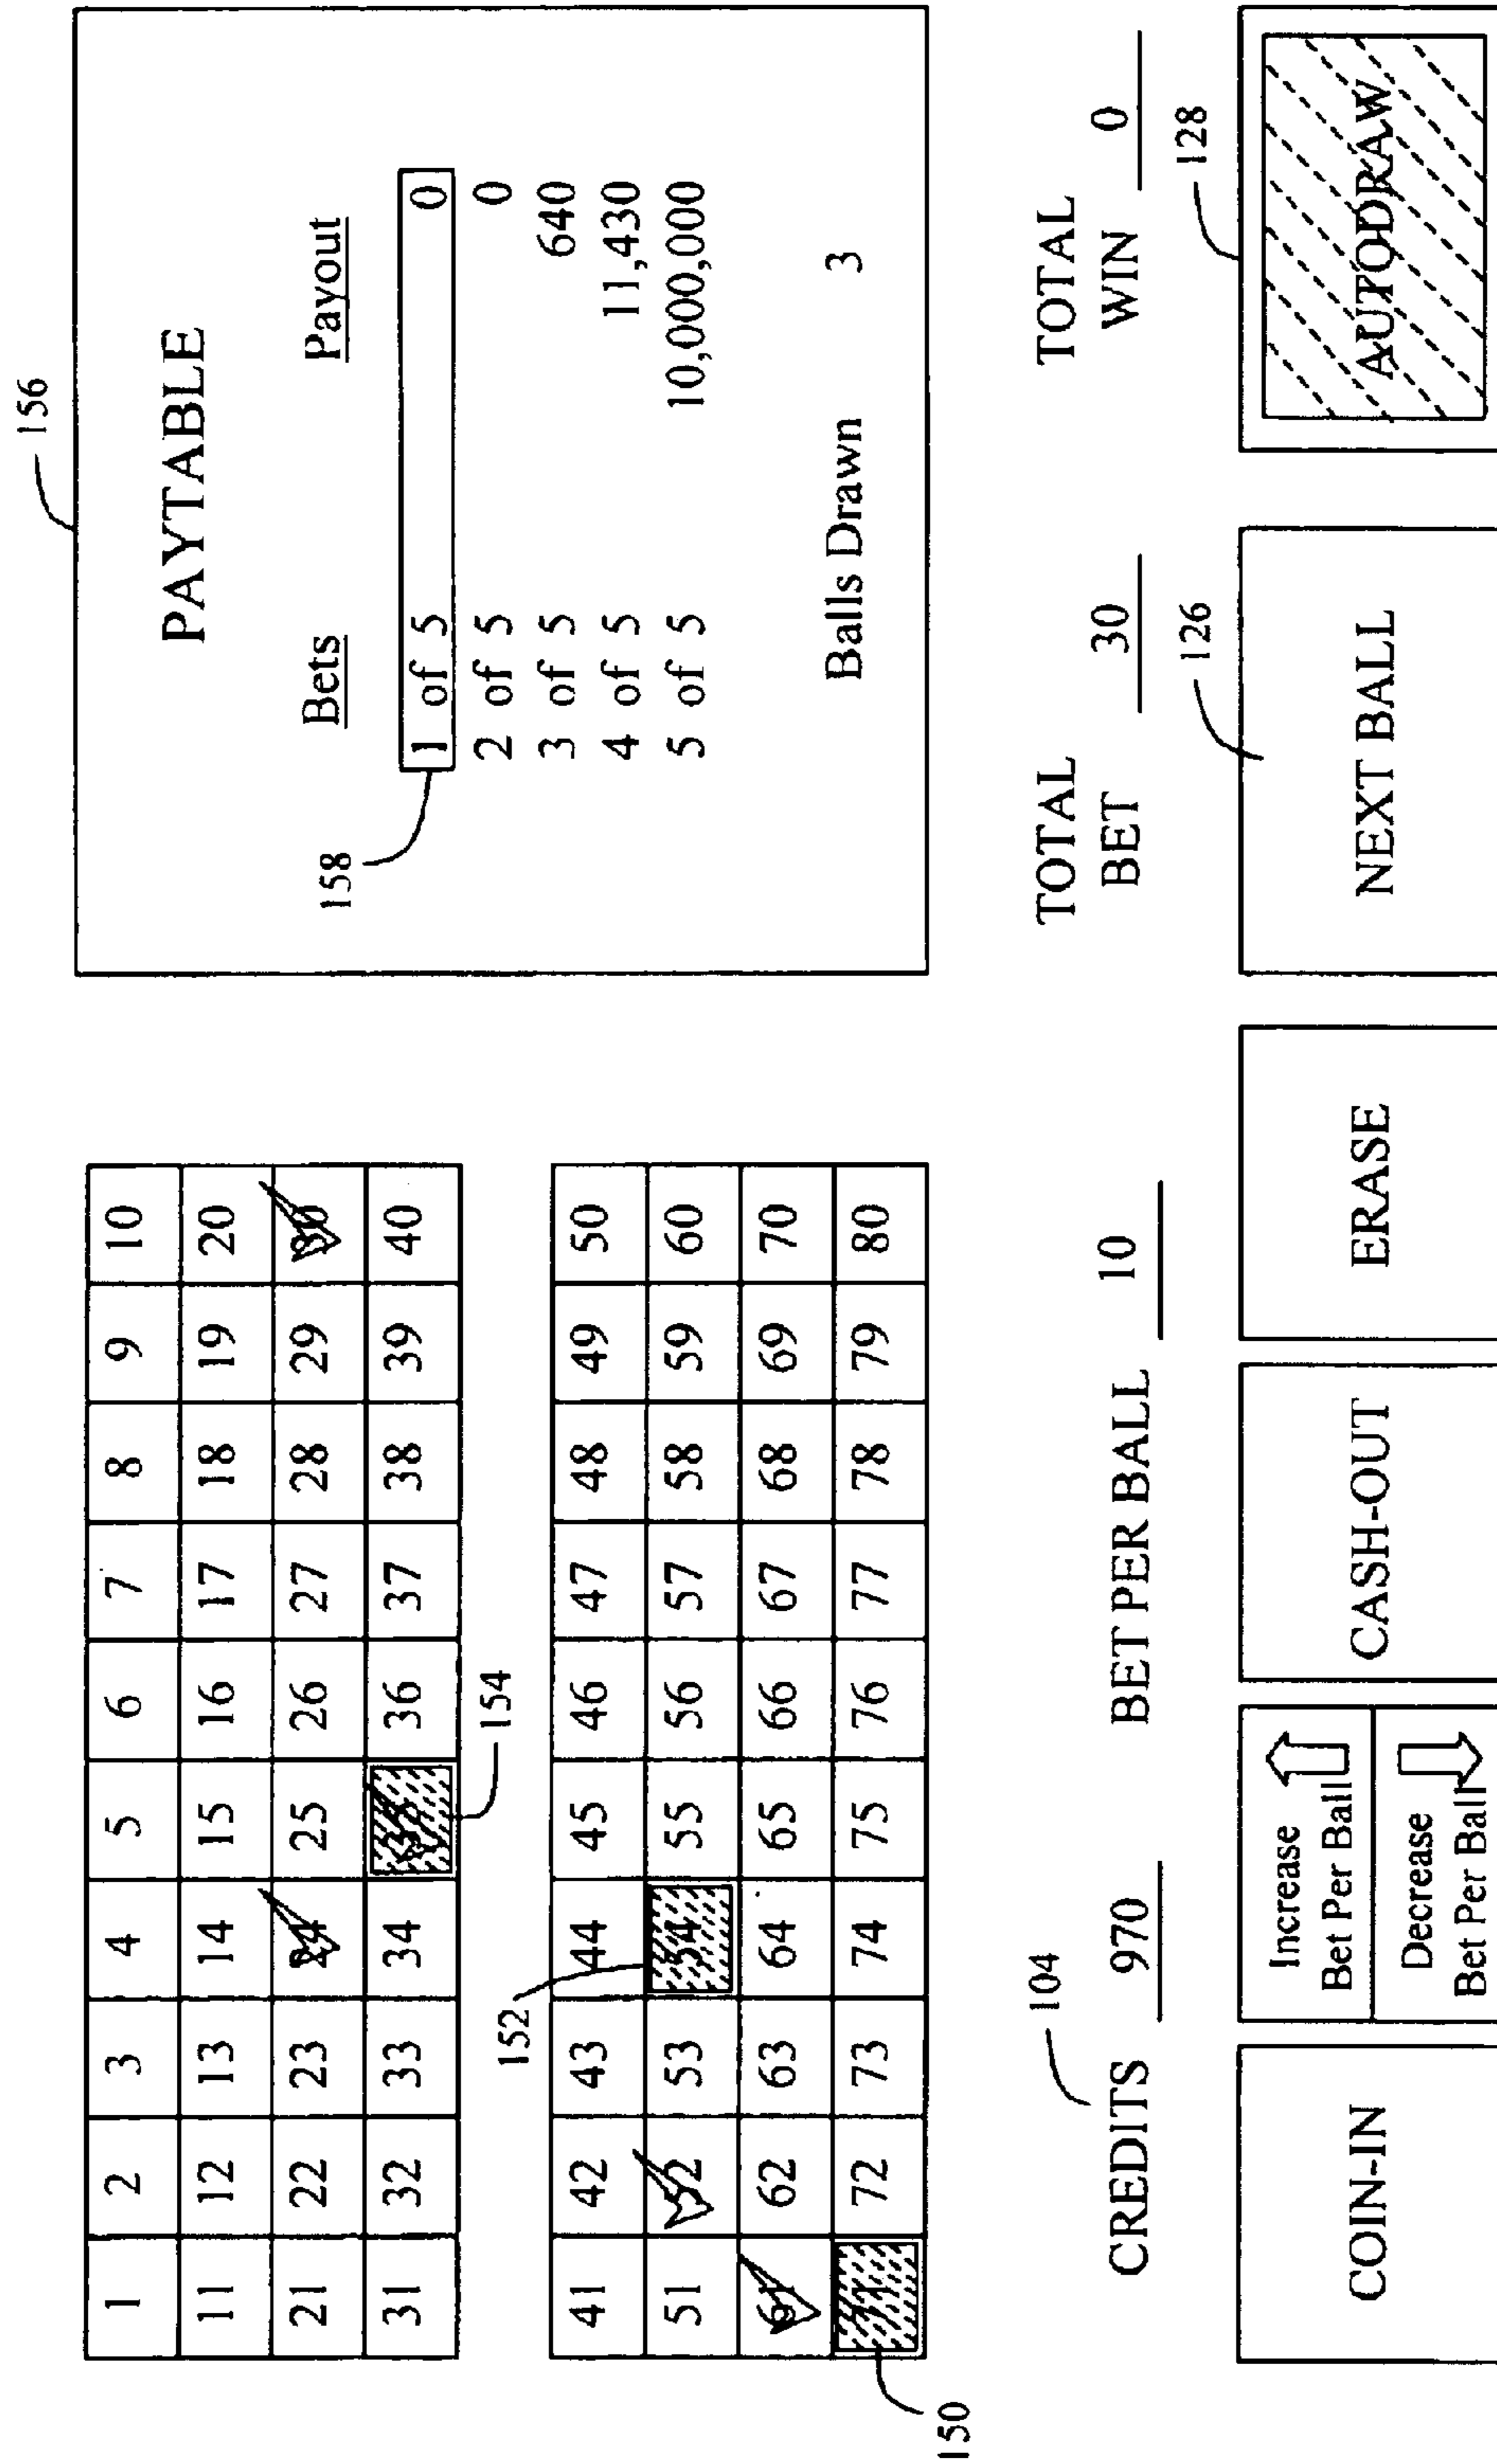 156
1 2 3 4 5 6 7 8 9 10
11 12 13 14 15 16 17 18 19 20
21 22 23 24 25 26 27 28 29 30
31 32 33 34 36 37 38 39 40
154
152
41 42 43 44 45 46 47 48 49 50
51 52 53 54 55 56 57 58 59 60
61 62 63 64 65 66 67 68 69 70
72 73 74 75 76 77 78 79 80
150
PAYTABLE
Bets Payout
158
1 of 5 0
2 of 5 0
3 of 5 640
4 of 5 11,430
5 of 5 10,000,000
Balls Drawn 3
104
CREDITS 970
BET PER BALL 10
TOTAL
BET 30
TOTAL
WIN 0
126
128
COIN-IN
Increase
Bet Per Ball
Decrease
Bet Per Ball
CASH-OUT
ERASE
NEXT BALL
AUTODRAW